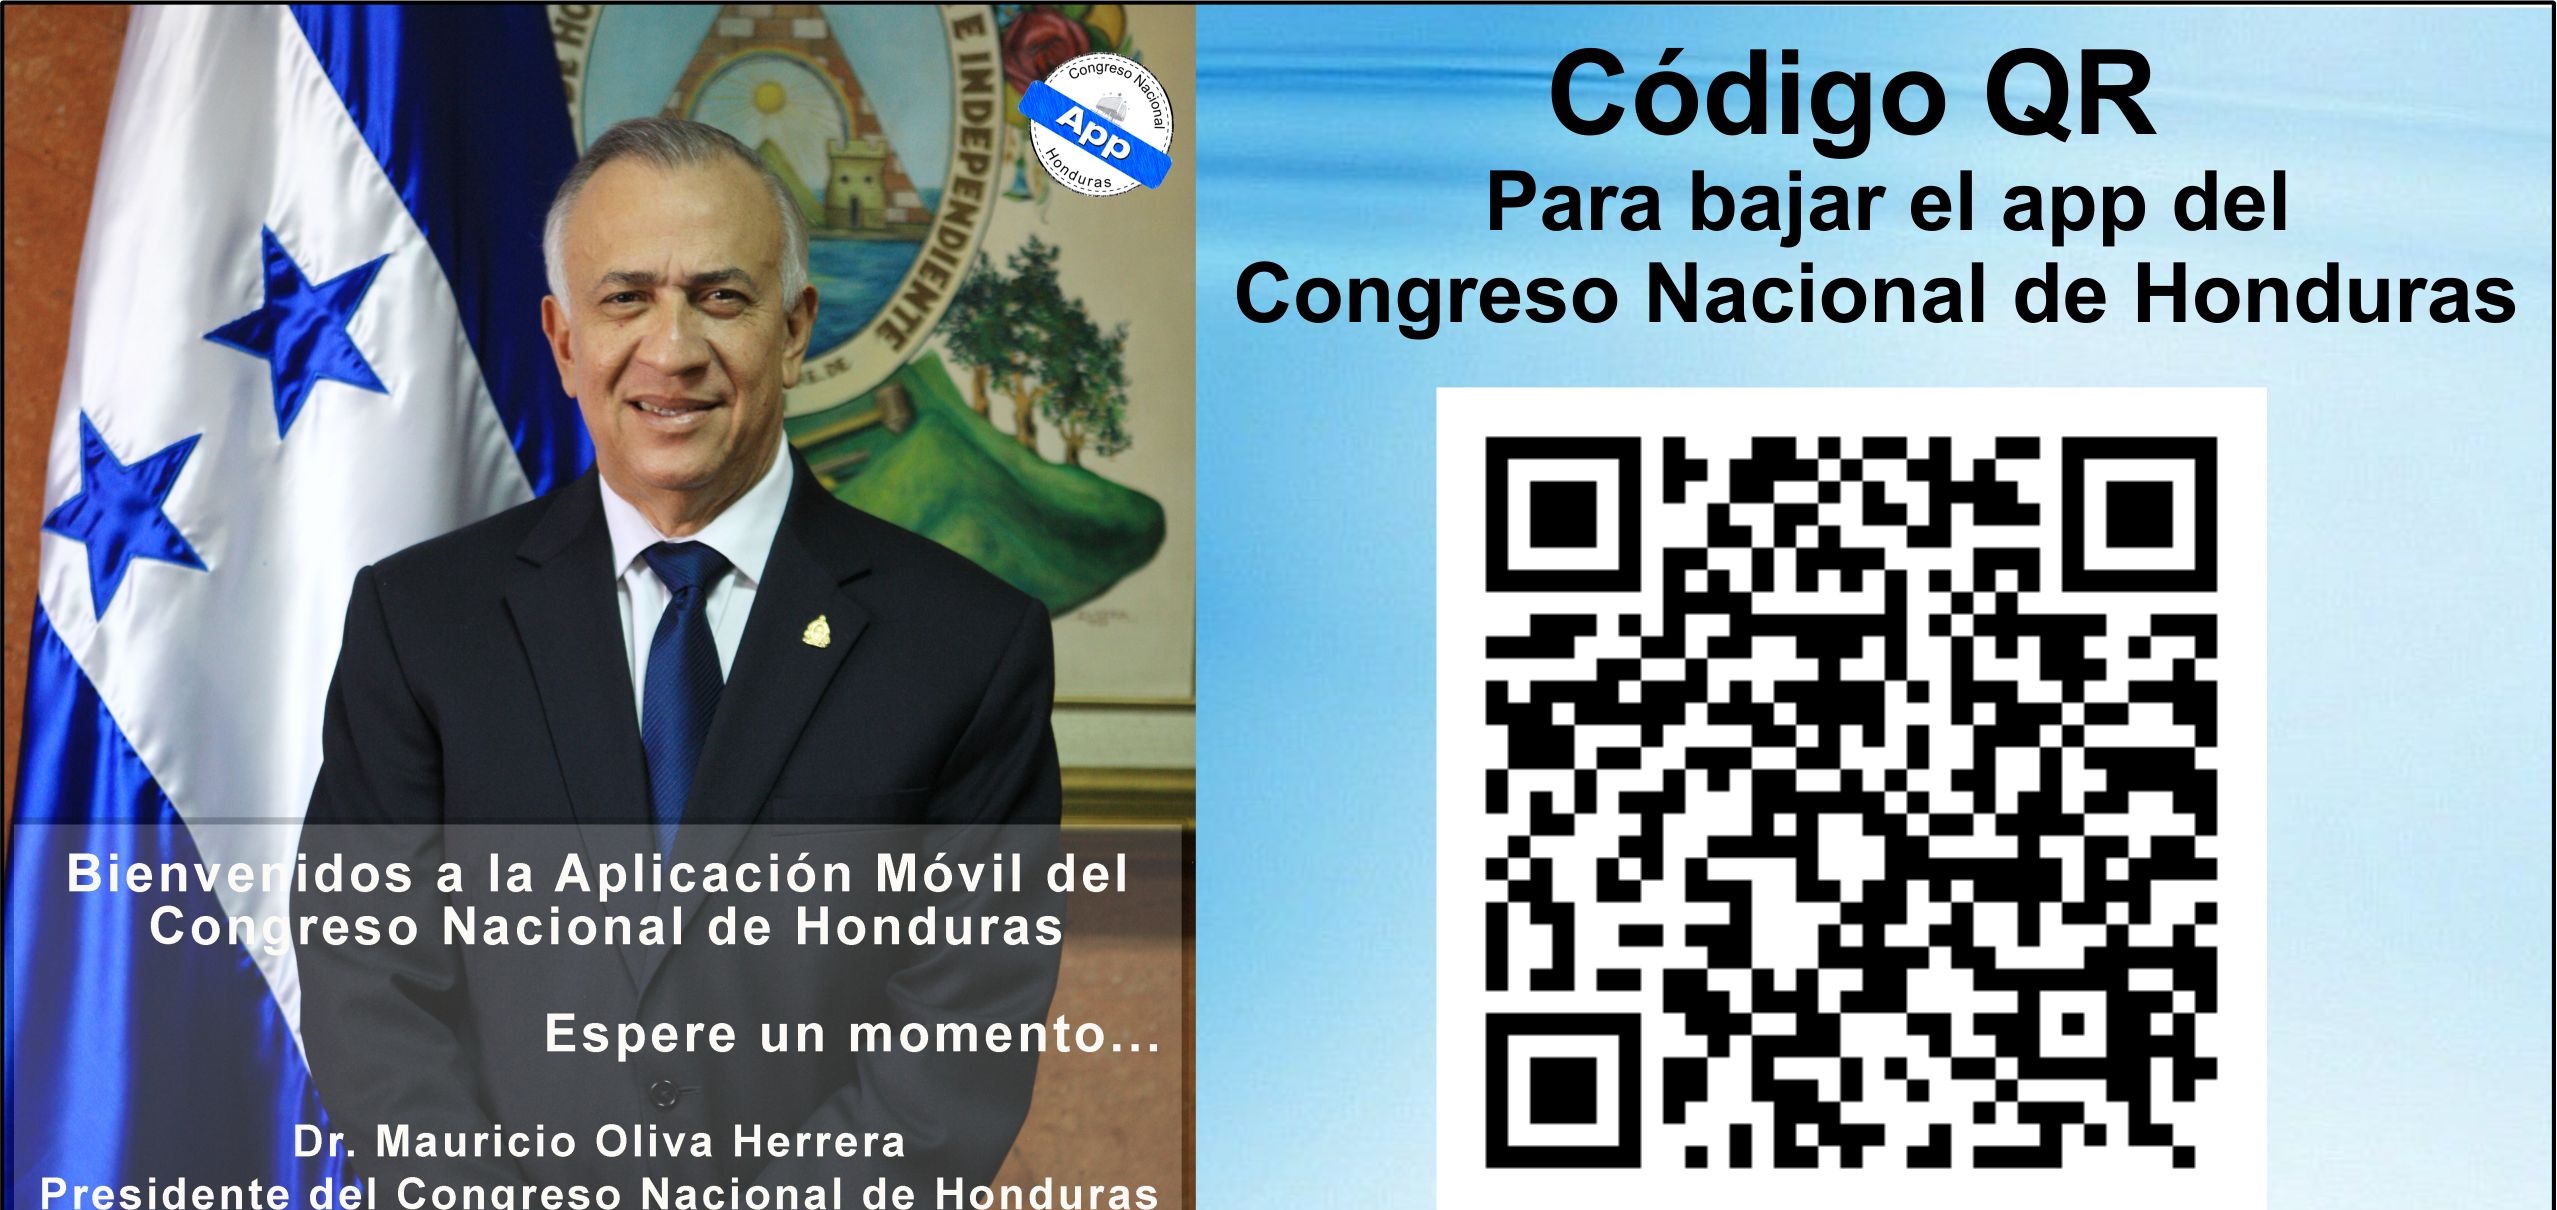 E INDEPENDIENTE
Congreso Nacional
App
Honduras
Bienvenidos a la Aplicación Móvil del
Congreso Nacional de Honduras
Espere un momento...
Dr. Mauricio Oliva Herrera
Presidente del Congreso Nacional de Honduras
Código QR
Para bajar el app del
Congreso Nacional de Honduras